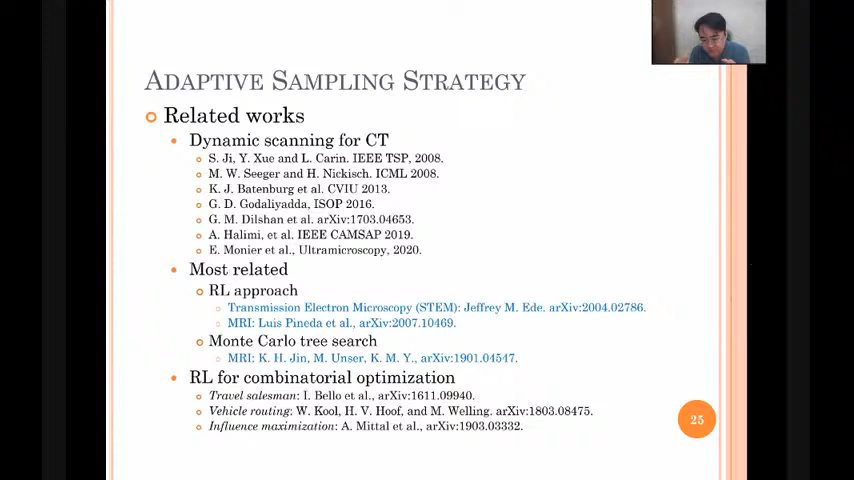 ADAPTIVE SAMPLING STRATEGY
Related works
Dynamic scanning for CT
S. Ji, Y. Xue and L. Carin. IEEE TSP, 2008.
M. W. Seeger and H. Nickisch. ICML 2008.
K. J. Batenburg et al. CVIU 2013.
G. D. Godaliyadda, ISOP 2016.
G. M. Dilshan et al. arXiv:1703.04653.
A. Halimi, et al. IEEE CAMSAP 2019.
E. Monier et al., Ultramicroscopy, 2020.
Most related
RL approach
Transmission Electron Microscopy (STEM): Jeffrey M. Ede. arXiv:2004.02786.
MRI: Luis Pineda et al., arXiv:2007.10469.
Monte Carlo tree search
MRI: K. H. Jin, M. Unser, K. M. Y., arXiv:1901.04547.
RL for combinatorial optimization
Travel salesman: I. Bello et al., arXiv:1611.09940.
Vehicle routing: W. Kool, H. V. Hoof, and M. Welling. arXiv:1803.08475.
Influence maximization: A. Mittal et al., arXiv:1903.03332.
25